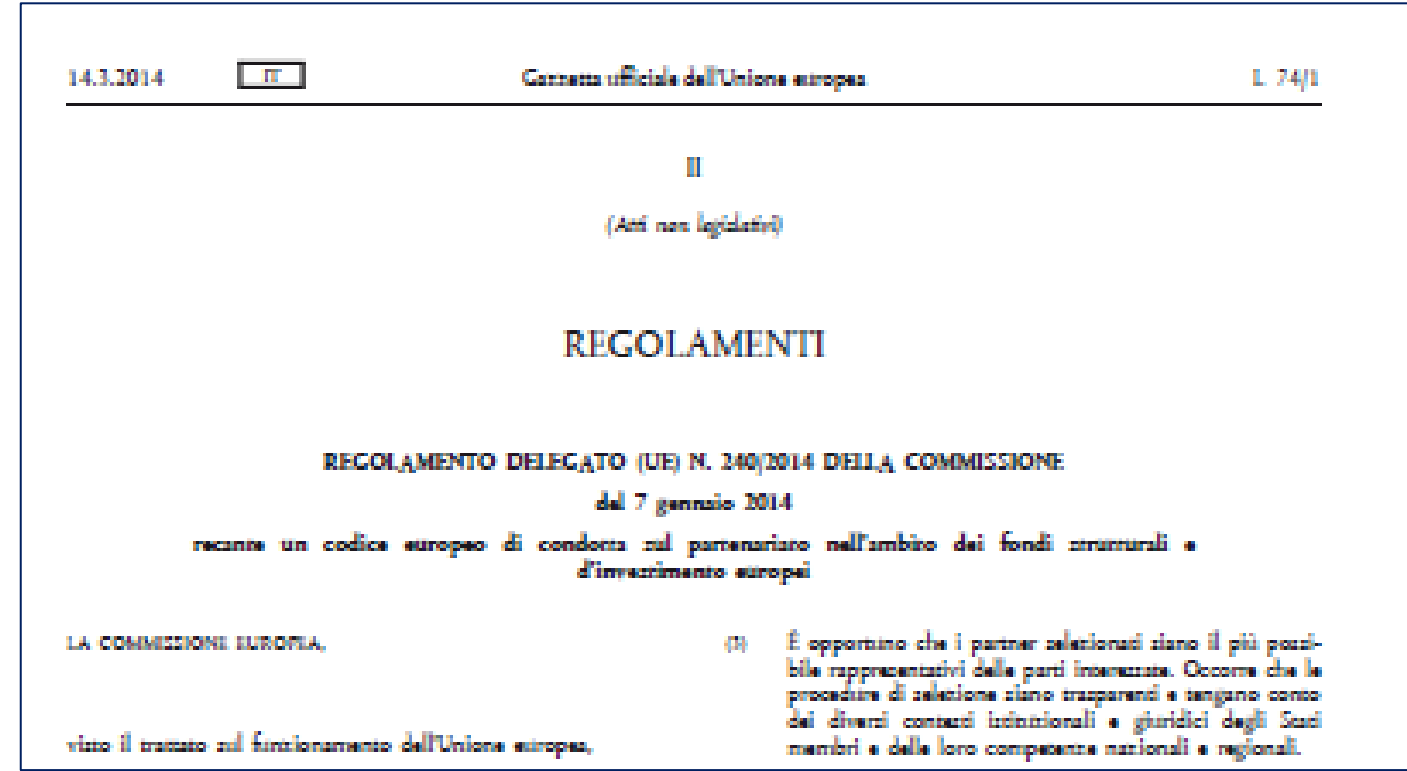 14.3.2014 IT Gazzetta ufficiale dell'Unione europea L 74/1
II
(Atti non legislativi)
REGOLAMENTI
REGOLAMENTO DELEGATO (UE) N. 240/2014 DELLA COMMISSIONE
del 7 gennaio 2014
recante un codice europeo di condotta sul partenariato nell'ambito dei fondi strutturali e
d'investimento europei
LA COMMISSIONE EUROPEA,
visto il trattato sul funzionamento dell'Unione europea,
È opportuno che i partner selezionati siano il più possi-
bile rappresentativi delle parti interessate. Occorre che le
procedure di selezione siano trasparenti e tengano conto
dei diversi contesti istituzionali e giuridici degli Stati
membri e delle loro competenze nazionali e regionali.